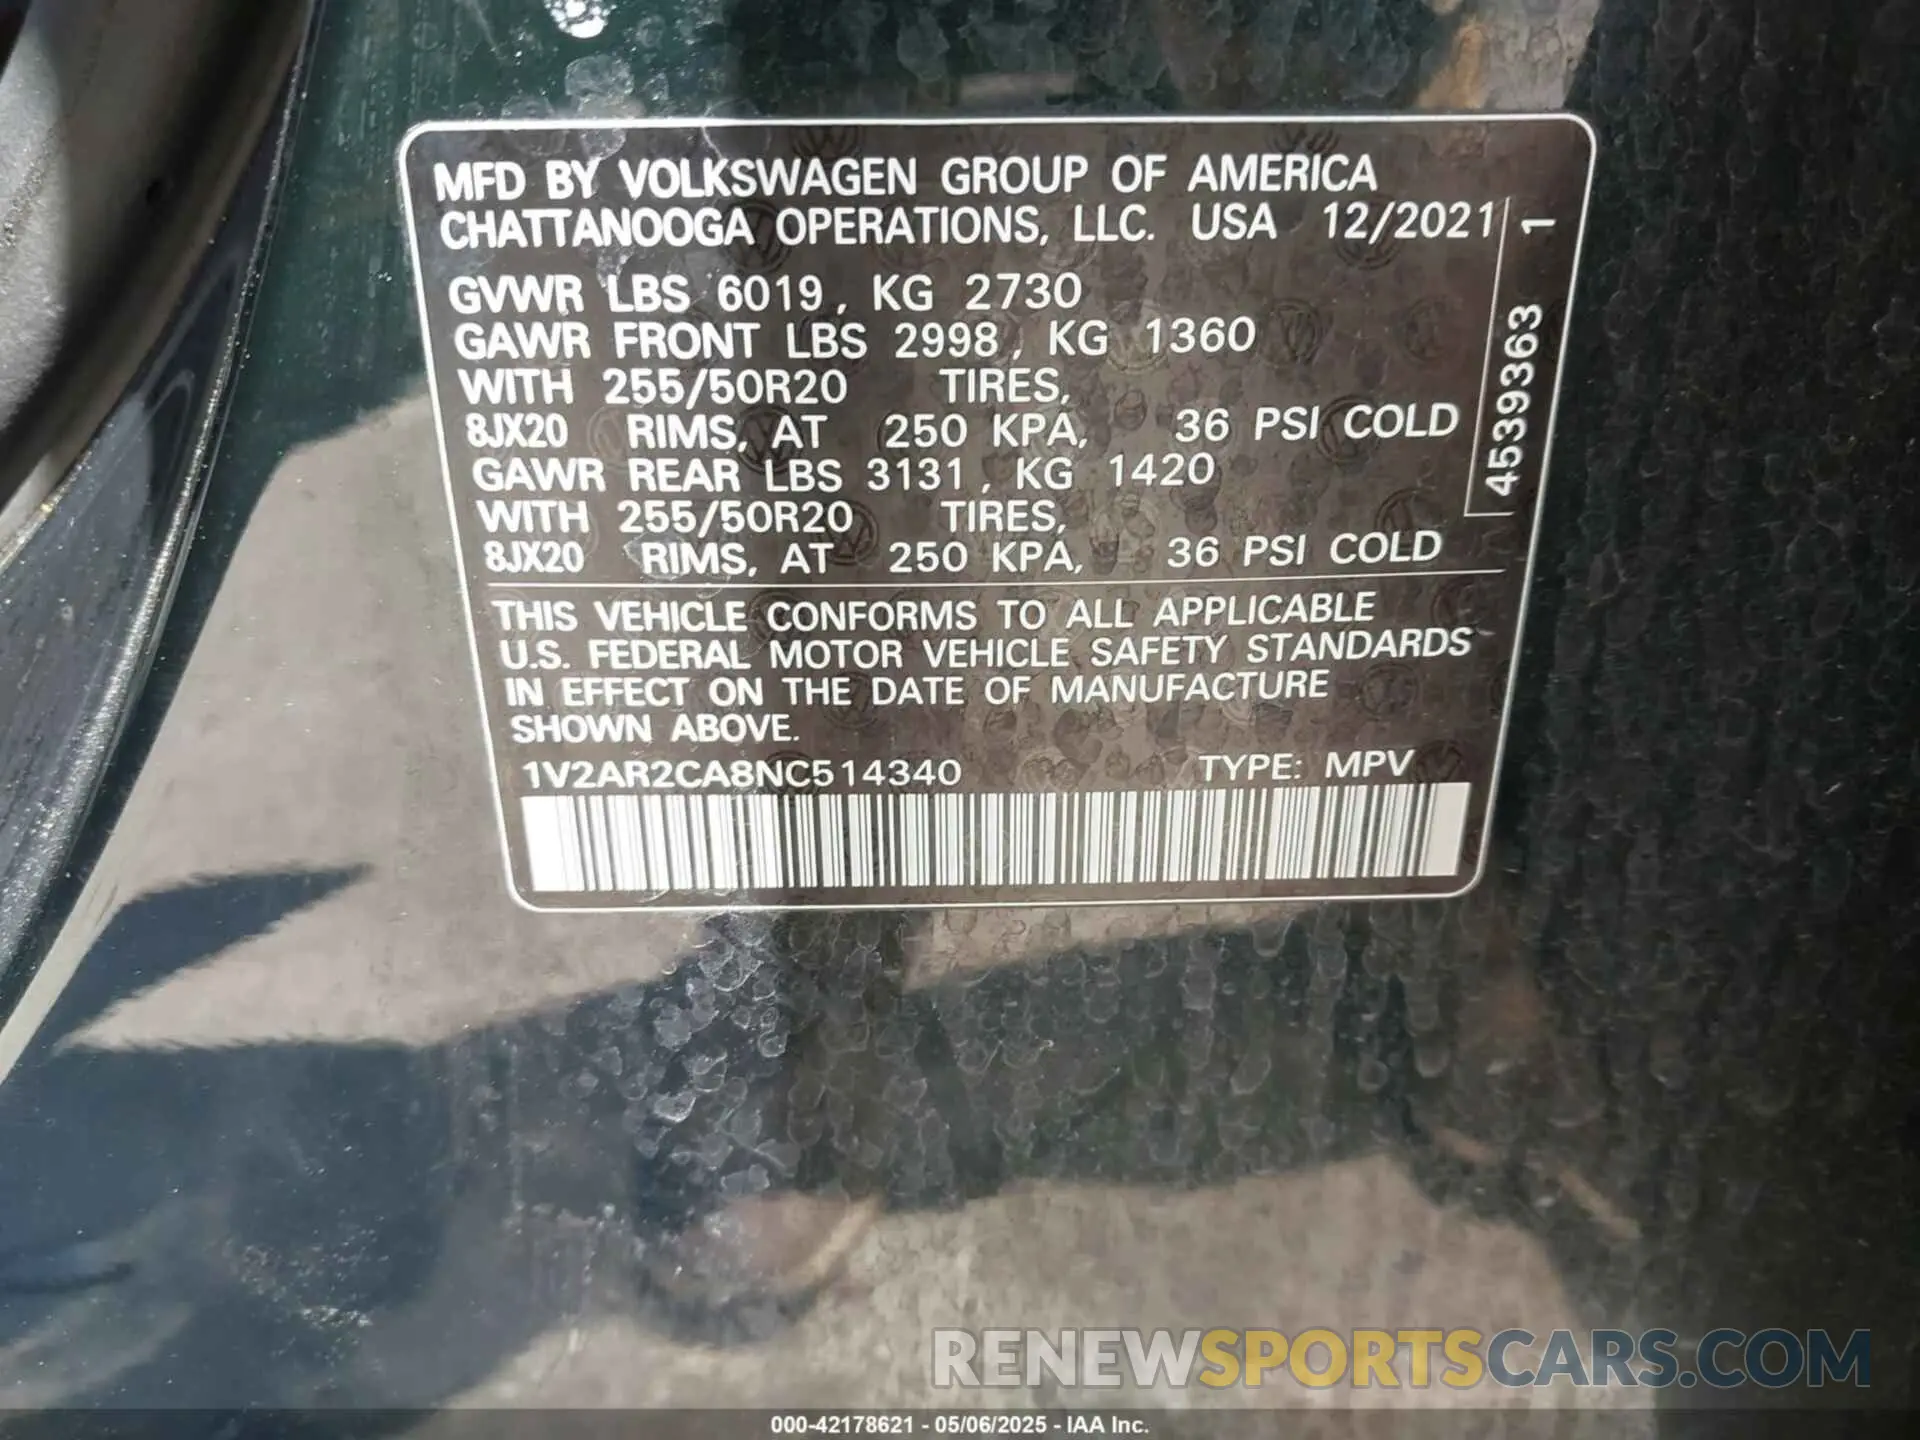 MFD BY VOLKSWAGEN GROUP OF AMERICA
CHATTANOOGA OPERATIONS, LLC. USA 12/2021
GVWR LBS 6019, KG 2730
GAWR FRONT LBS 2998, KG 1360
WITH 255/50R20 TIRES,
8JX20 RIMS, AT 250 KPA, 36 PSI COLD
GAWR REAR LBS 3131, KG 1420
WITH 255/50R20 TIRES,
8JX20 RIMS, AT 250 KPA, 36 PSI COLD
4539363 1
THIS VEHICLE CONFORMS TO ALL APPLICABLE
U.S. FEDERAL MOTOR VEHICLE SAFETY STANDARDS
IN EFFECT ON THE DATE OF MANUFACTURE
SHOWN ABOVE.
1V2AR2CA8NC514340 TYPE: MPV
RENEWSPORTSCARS.COM
000-42178621 - 05/06/2025 - IAA Inc.